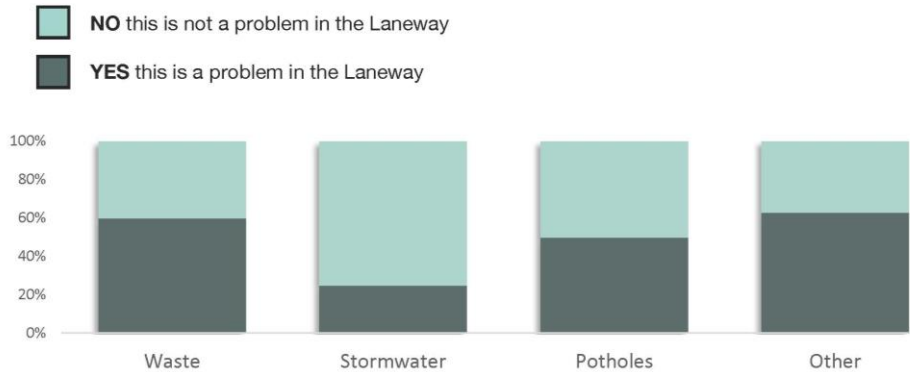 NO this is not a problem in the Laneway
YES this is a problem in the Laneway
100%
80%
60%
40%
20%
0%
Waste Stormwater Potholes Other